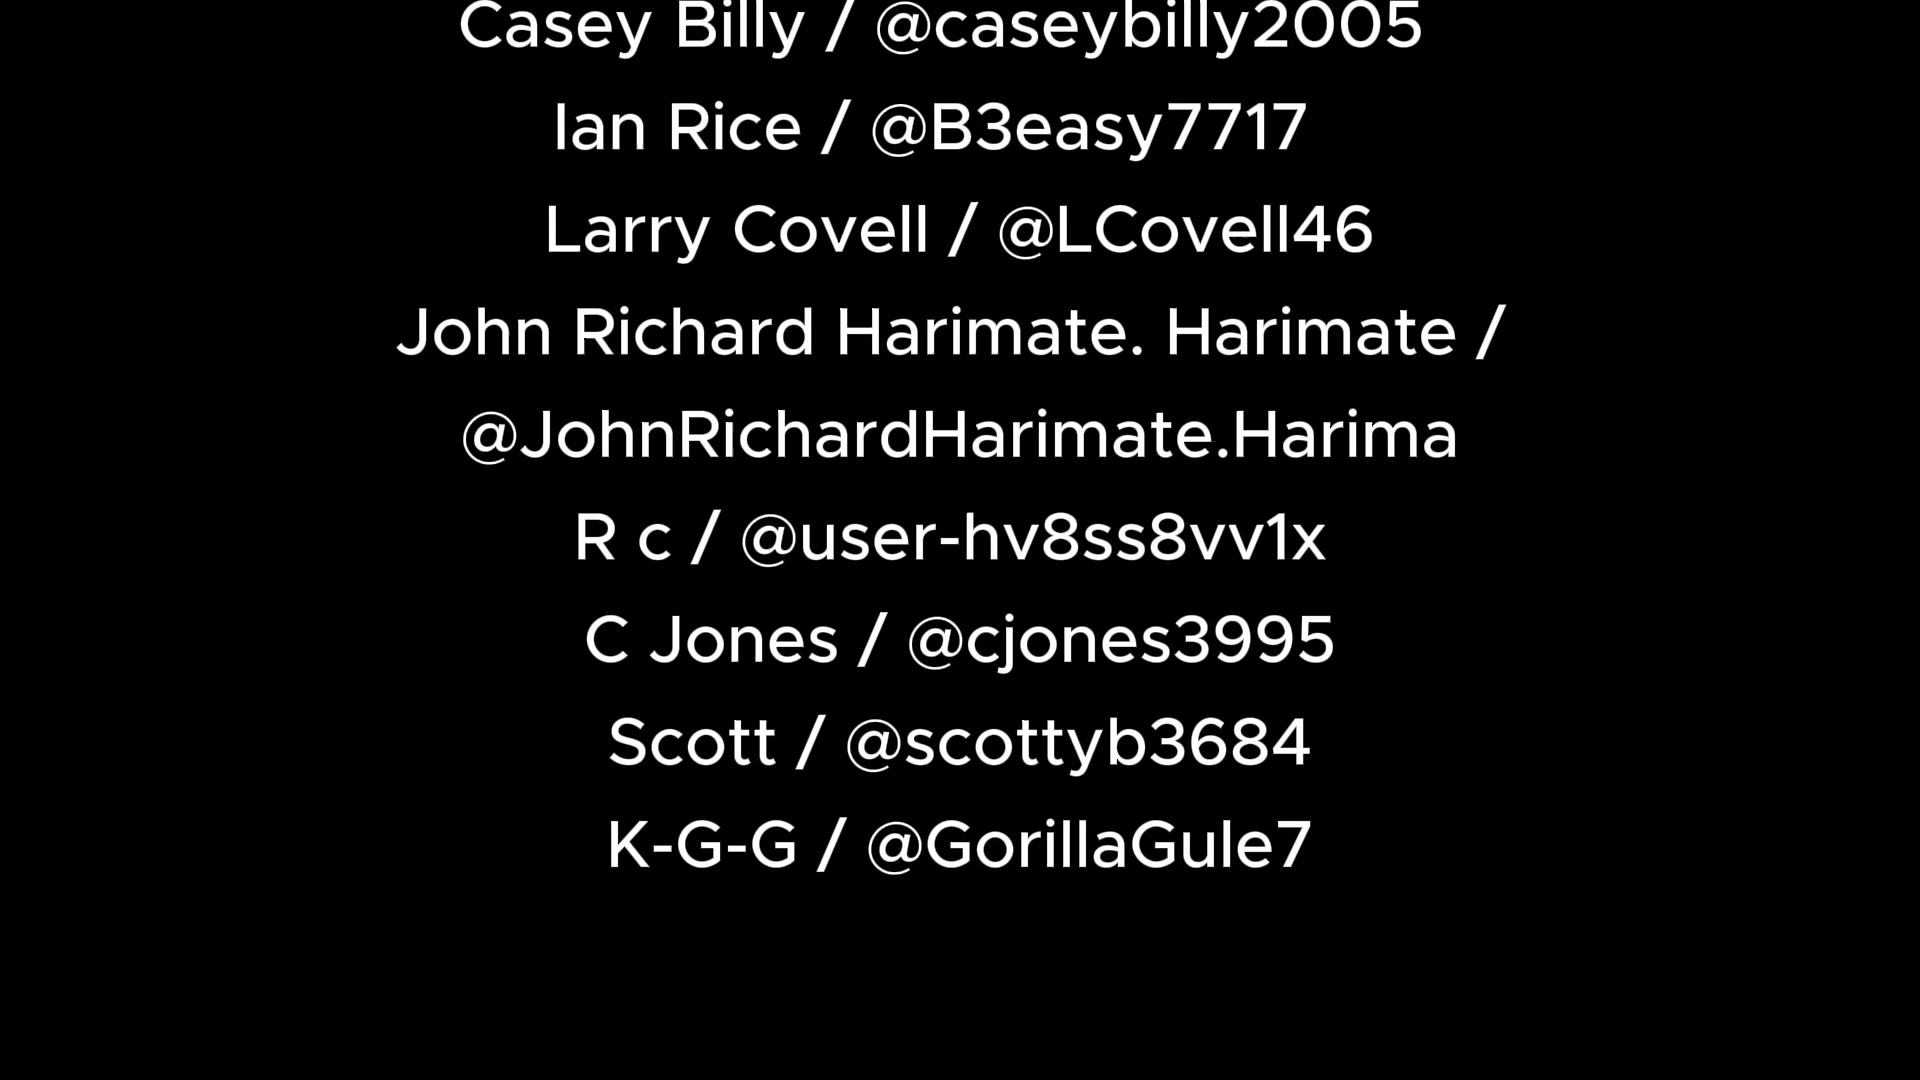 Casey Billy / @caseybilly2005
Ian Rice / @B3easy7717
Larry Covell / @LCovell46
John Richard Harimate. Harimate /
@JohnRichardHarimate.Harima
R c / @user-hv8ss8vv1x
C Jones / @cjones3995
Scott / @scottyb3684
K-G-G / @GorillaGule7